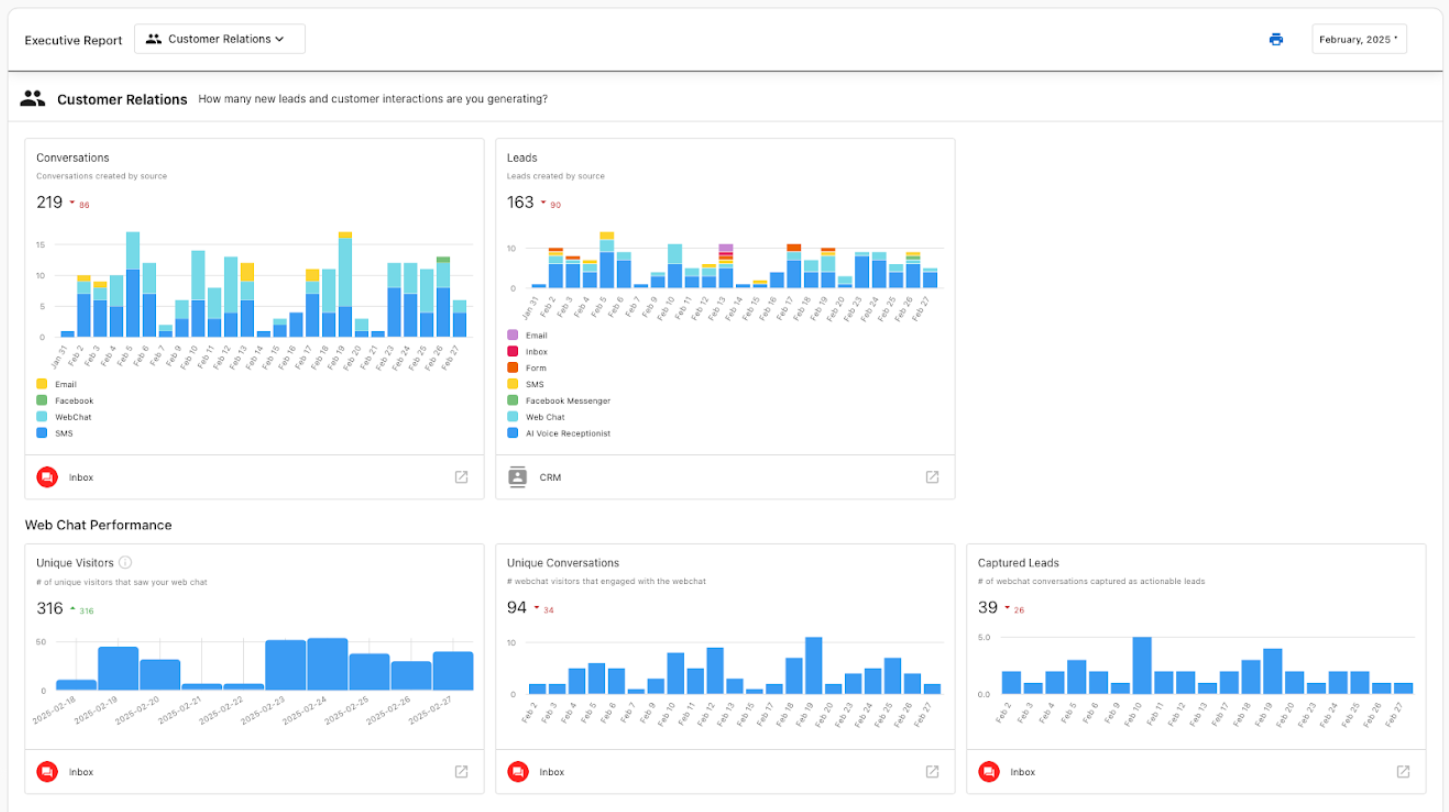 Executive Report
Customer Relations
February, 2025
Customer Relations How many new leads and customer interactions are you generating?
Conversations
Conversations created by source
219 86
15
10
5
0
Jan 31 Feb 2 Feb 3 Feb 4 Feb 5 Feb 6 Feb 7 Feb 9 Feb 10 Feb 11 Feb 12 Feb 13 Feb 14 Feb 15 Feb 16 Feb 17 Feb 18 Feb 19 Feb 20 Feb 21 Feb 23 Feb 24 Feb 25 Feb 26 Feb 27
Email
Facebook
WebChat
SMS
Inbox
Leads
Leads created by source
163 90
10
0
Jan 31 Feb 2 Feb 3 Feb 4 Feb 5 Feb 6 Feb 7 Feb 9 Feb 10 Feb 11 Feb 12 Feb 13 Feb 14 Feb 15 Feb 16 Feb 17 Feb 18 Feb 19 Feb 20 Feb 23 Feb 24 Feb 25 Feb 26 Feb 27
Email
Inbox
Form
SMS
Facebook Messenger
Web Chat
AI Voice Receptionist
CRM
Web Chat Performance
Unique Visitors
# of unique visitors that saw your web chat
316 316
50
0
2025-02-18 2025-02-19 2025-02-20 2025-02-21 2025-02-22 2025-02-23 2025-02-24 2025-02-25 2025-02-26 2025-02-27
Inbox
Unique Conversations
# webchat visitors that engaged with the webchat
94 34
10
0
Feb 2 Feb 3 Feb 4 Feb 5 Feb 6 Feb 7 Feb 9 Feb 10 Feb 11 Feb 12 Feb 13 Feb 15 Feb 17 Feb 18 Feb 19 Feb 20 Feb 23 Feb 24 Feb 25 Feb 26 Feb 27
Inbox
Captured Leads
# of webchat conversations captured as actionable leads
39 26
5.0
0.0
Feb 2 Feb 3 Feb 4 Feb 5 Feb 6 Feb 9 Feb 10 Feb 11 Feb 12 Feb 13 Feb 17 Feb 18 Feb 19 Feb 20 Feb 23 Feb 24 Feb 25 Feb 26 Feb 27
Inbox